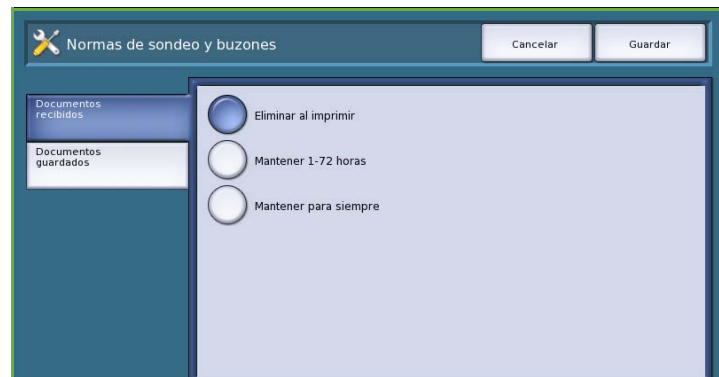 Normas de sondeo y buzones
Cancelar
Guardar
Documentos
recibidos
Documentos
guardados
Eliminar al imprimir
Mantener 1-72 horas
Mantener para siempre